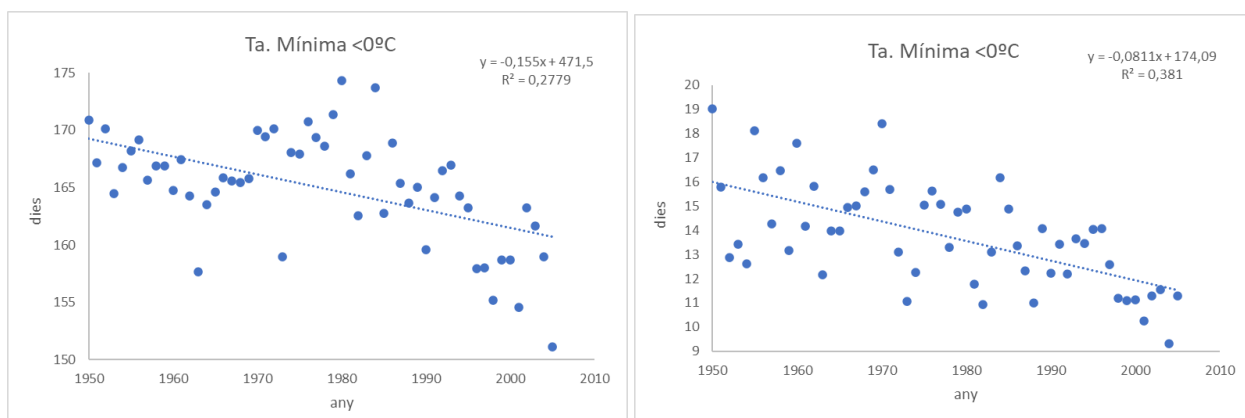 Ta. Mínima <0ºC
y = -0,155x + 471,5
R² = 0,2779
175
170
165
160
155
150
dies
1950 1960 1970 1980 1990 2000 2010
any
Ta. Mínima <0ºC
y = -0,0811x + 174,09
R² = 0,381
20
19
18
17
16
15
14
13
12
11
10
9
dies
1950 1960 1970 1980 1990 2000 2010
any